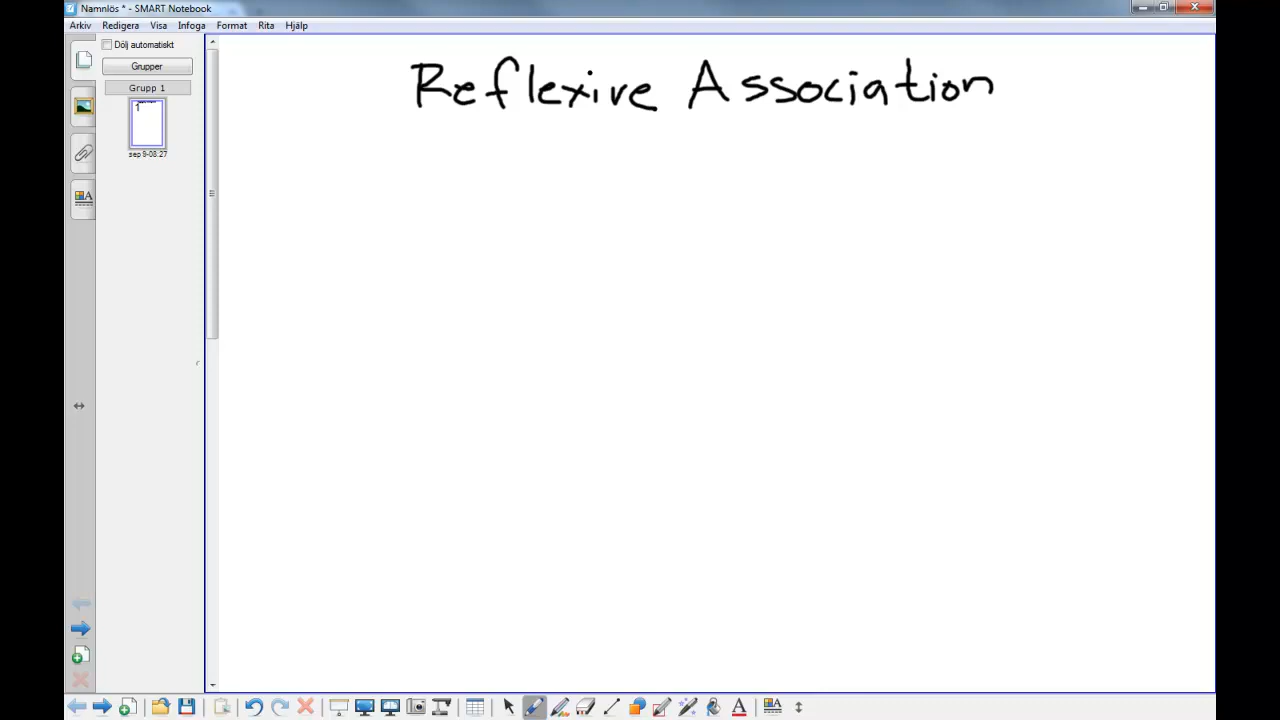 Namnlös * - SMART Notebook
Arkiv Redigera Visa Infoga Format Rita Hjälp
Dölj automatiskt
Grupper
Grupp 1
1
sep 9-08.27
Reflexive Association